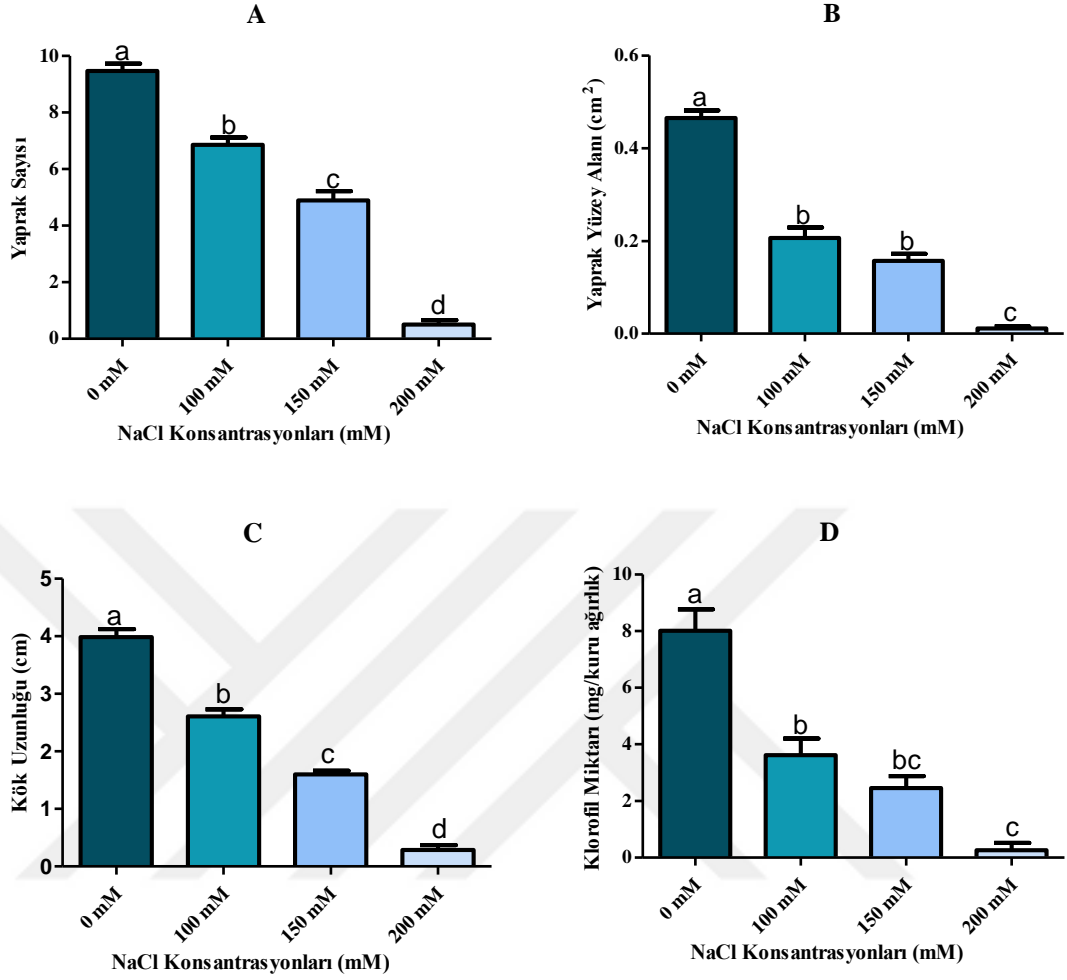 A
Yaprak Sayısı
10
8
6
4
2
0
a
b
c
d
0 mM
100 mM
150 mM
200 mM
NaCl Konsantrasyonları (mM)
B
Yaprak Yüzey Alanı (cm²)
0.6
0.4
0.2
0.0
a
b
b
c
0 mM
100 mM
150 mM
200 mM
NaCl Konsantrasyonları (mM)
C
Kök Uzunluğu (cm)
5
4
3
2
1
0
a
b
c
d
0 mM
100 mM
150 mM
200 mM
NaCl Konsantrasyonları (mM)
D
Klorofil Miktarı (mg/kuru ağırlık)
10
8
6
4
2
0
a
b
bc
c
0 mM
100 mM
150 mM
200 mM
NaCl Konsantrasyonları (mM)